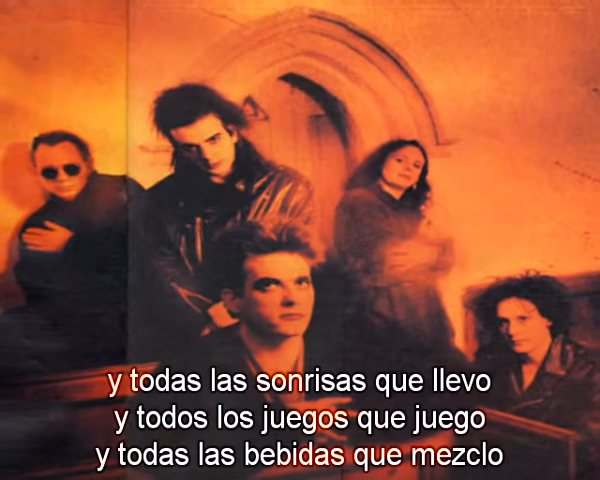 y todas las sonrisas que llevo
y todos los juegos que juego
y todas las bebidas que mezclo